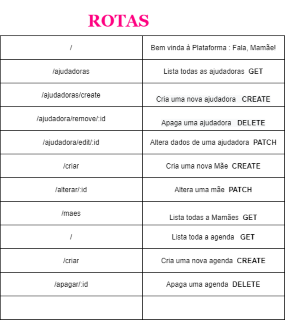 ROTAS
/ Bem vinda à Plataforma : Faia, Mamãe!
/ajudadoras Lista todas as ajudadoras GET
/ajudadoras/create Cria uma nova ajudadora CREATE
/ajudadora/remove/:id Apaga uma ajudadora DELETE
/ajudadora/edit/:id Altera dados de uma ajudadora PATCH
/criar Cria uma nova Mãe CREATE
/alterar/:id Altera uma mãe PATCH
/maes Lista todas a Mamães GET
/ Lista toda a agenda GET
/criar Cria uma nova agenda CREATE
/apagar/:id Apaga uma agenda DELETE